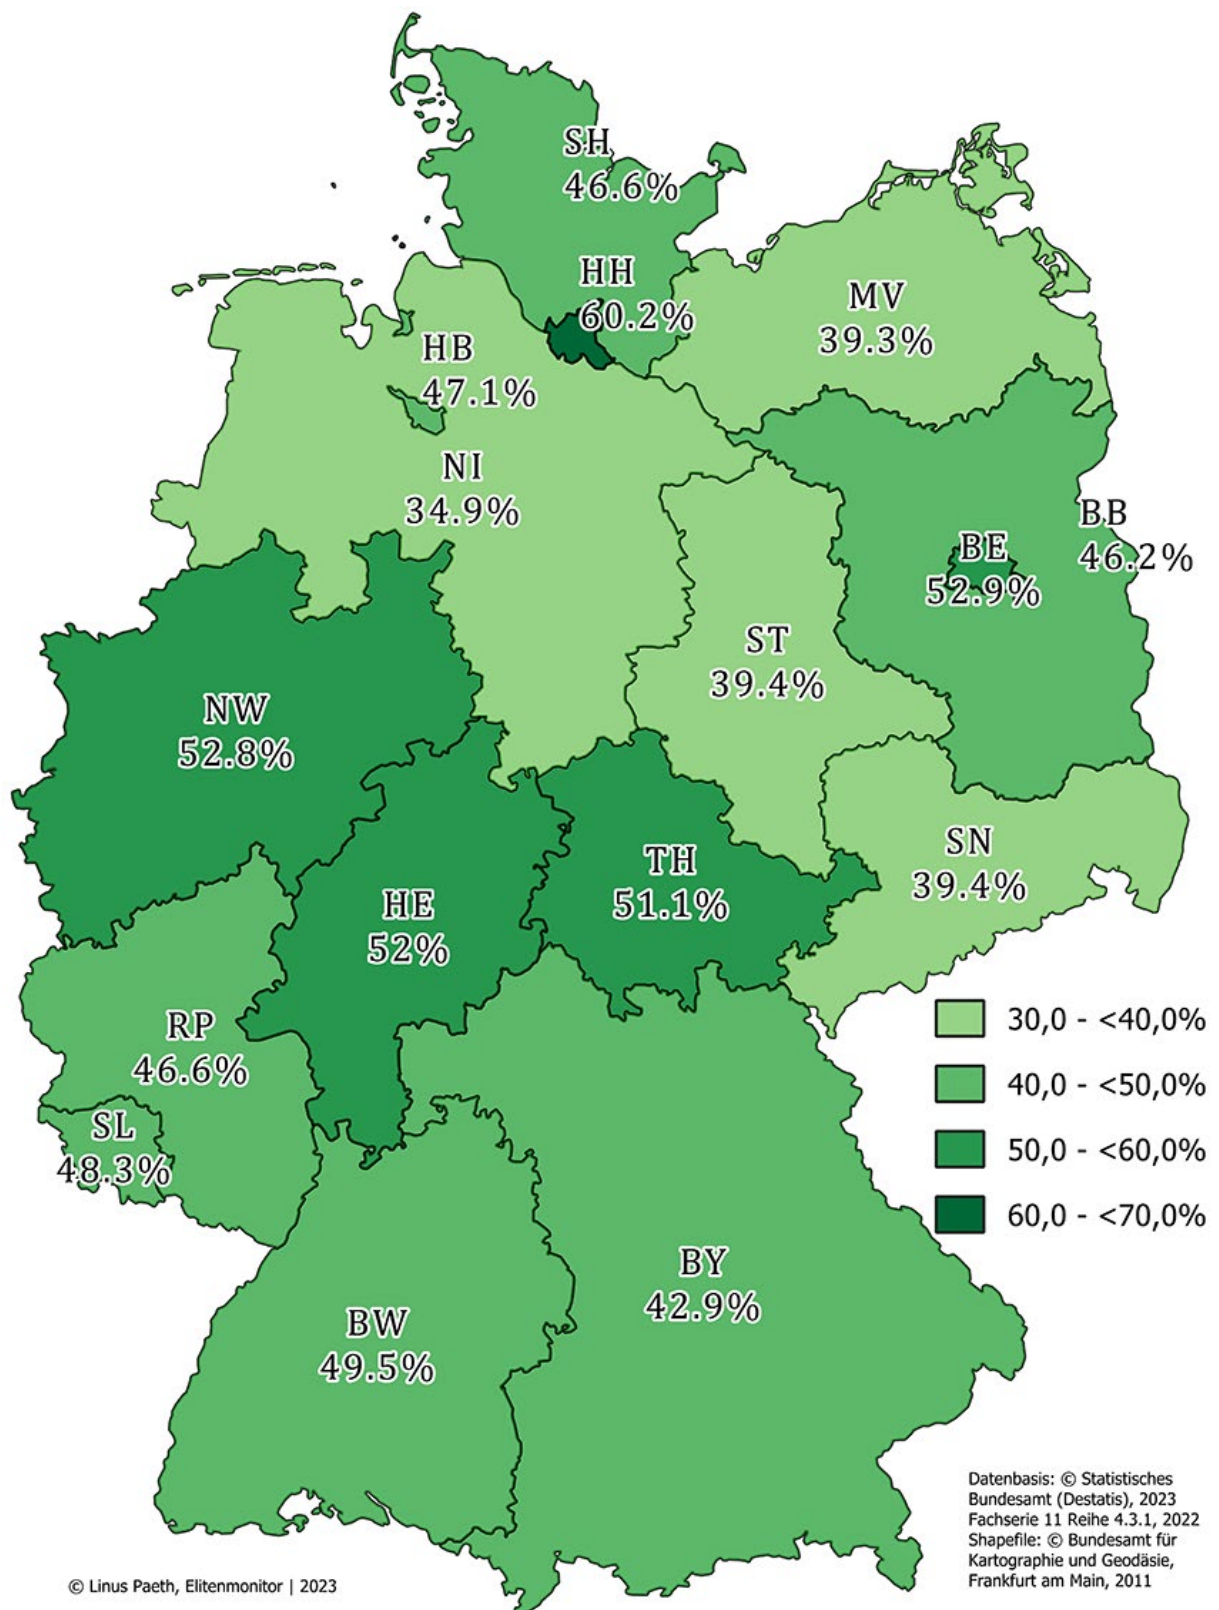 SH
46.6%
HH
60.2%
MV
39.3%
HB
47.1%
NI
34.9%
BB
46.2%
BE
52.9%
ST
39.4%
NW
52.8%
SN
39.4%
TH
51.1%
HE
52%
RP
46.6%
SL
48.3%
BY
42.9%
BW
49.5%
30,0 - <40,0%
40,0 - <50,0%
50,0 - <60,0%
60,0 - <70,0%
Datenbasis: © Statistisches
Bundesamt (Destatis), 2023
Fachserie 11 Reihe 4.3.1, 2022
Shapefile: © Bundesamt für
Kartographie und Geodäsie,
Frankfurt am Main, 2011
© Linus Paeth, Elitenmonitor | 2023